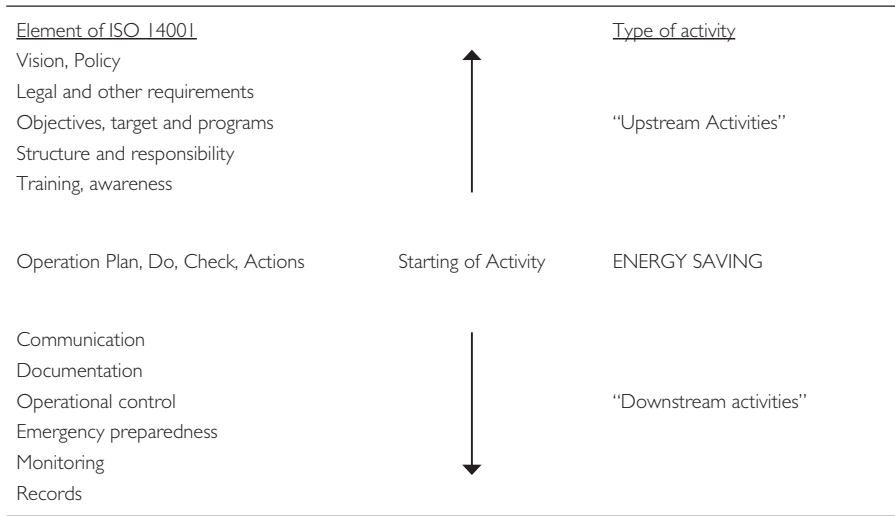 Element of ISO 14001 Type of activity
Vision, Policy
Legal and other requirements
Objectives, target and programs “Upstream Activities”
Structure and responsibility
Training, awareness
Operation Plan, Do, Check, Actions Starting of Activity ENERGY SAVING
Communication
Documentation
Operational control “Downstream activities”
Emergency preparedness
Monitoring
Records